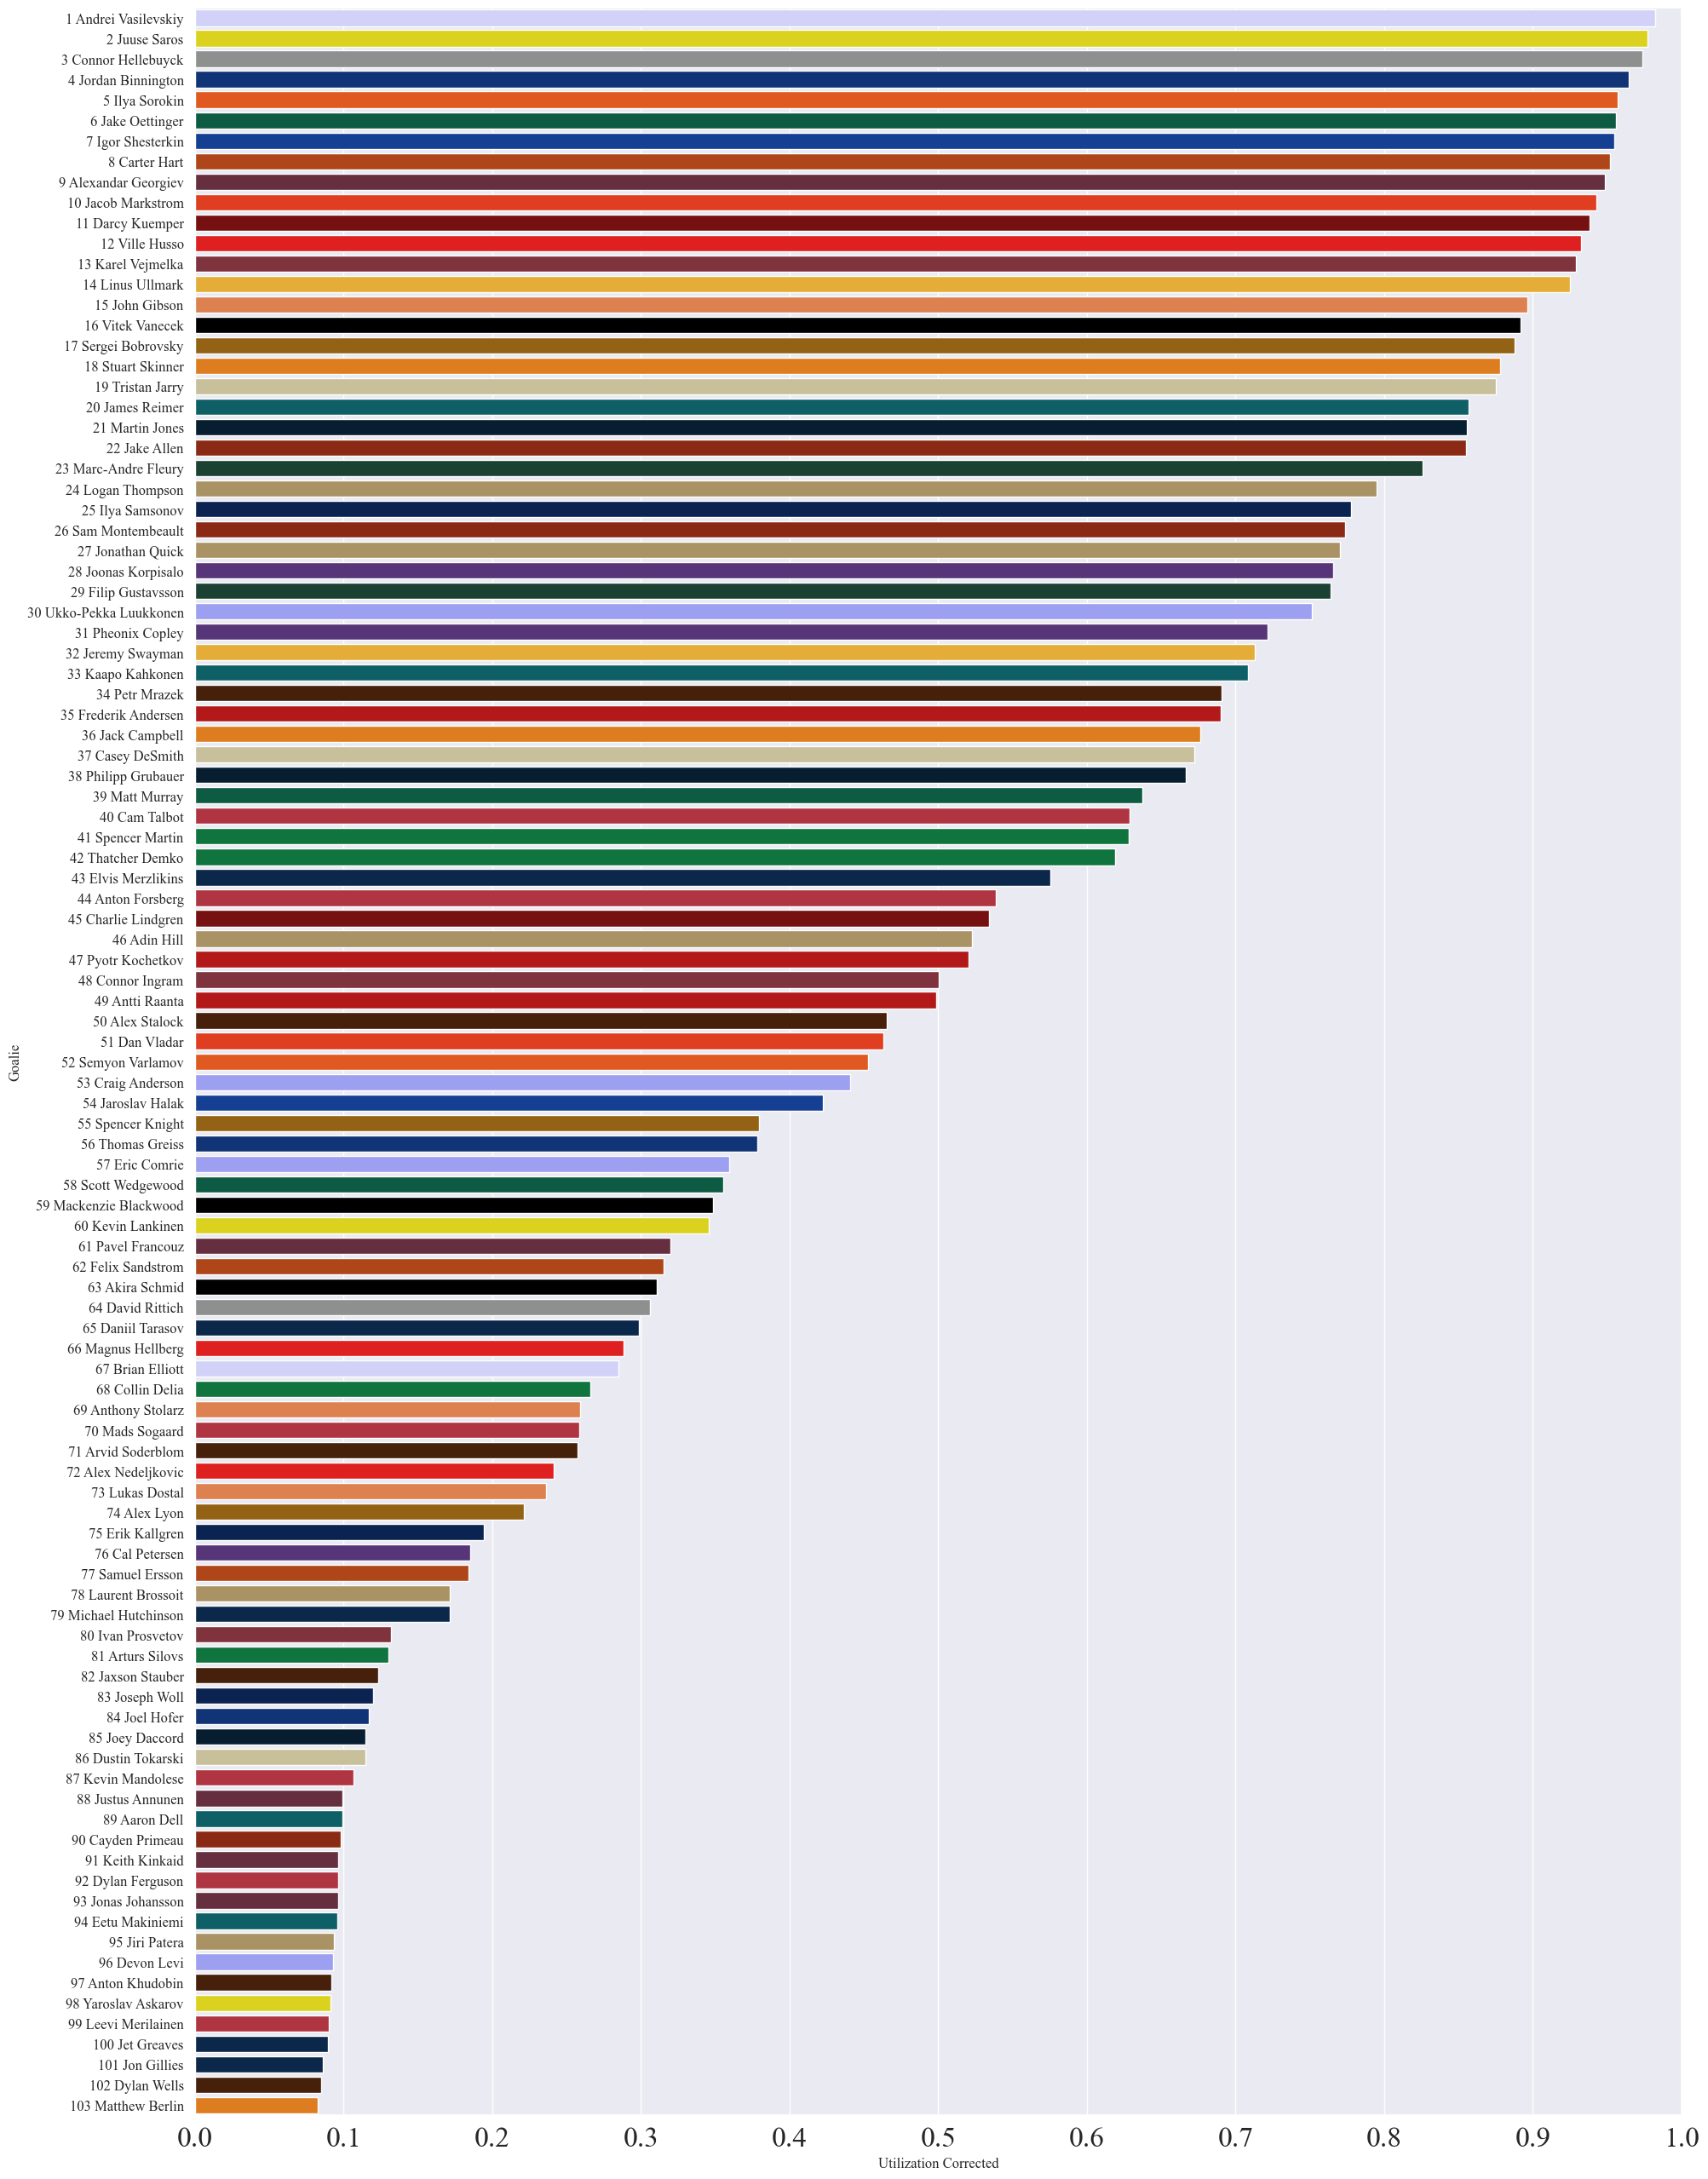 1 Andrei Vasilevskiy
2 Juuse Saros
3 Connor Hellebuyck
4 Jordan Binnington
5 Ilya Sorokin
6 Jake Oettinger
7 Igor Shesterkin
8 Carter Hart
9 Alexandar Georgiev
10 Jacob Markstrom
11 Darcy Kuemper
12 Ville Husso
13 Karel Vejmelka
14 Linus Ullmark
15 John Gibson
16 Vitek Vanecek
17 Sergei Bobrovsky
18 Stuart Skinner
19 Tristan Jarry
20 James Reimer
21 Martin Jones
22 Jake Allen
23 Marc-Andre Fleury
24 Logan Thompson
25 Ilya Samsonov
26 Sam Montembeault
27 Jonathan Quick
28 Joonas Korpisalo
29 Filip Gustavsson
30 Ukko-Pekka Luukkonen
31 Pheonix Copley
32 Jeremy Swayman
33 Kaapo Kahkonen
34 Petr Mrazek
35 Frederik Andersen
36 Jack Campbell
37 Casey DeSmith
38 Philipp Grubauer
39 Matt Murray
40 Cam Talbot
41 Spencer Martin
42 Thatcher Demko
43 Elvis Merzlikins
44 Anton Forsberg
45 Charlie Lindgren
46 Adin Hill
47 Pyotr Kochetkov
48 Connor Ingram
49 Antti Raanta
50 Alex Stalock
51 Dan Vladar
52 Semyon Varlamov
53 Craig Anderson
54 Jaroslav Halak
55 Spencer Knight
56 Thomas Greiss
57 Eric Comrie
58 Scott Wedgewood
59 Mackenzie Blackwood
60 Kevin Lankinen
61 Pavel Francouz
62 Felix Sandstrom
63 Akira Schmid
64 David Rittich
65 Daniil Tarasov
66 Magnus Hellberg
67 Brian Elliott
68 Collin Delia
69 Anthony Stolarz
70 Mads Sogaard
71 Arvid Soderblom
72 Alex Nedeljkovic
73 Lukas Dostal
74 Alex Lyon
75 Erik Kallgren
76 Cal Petersen
77 Samuel Ersson
78 Laurent Brossoit
79 Michael Hutchinson
80 Ivan Prosvetov
81 Arturs Silovs
82 Jaxson Stauber
83 Joseph Woll
84 Joel Hofer
85 Joey Daccord
86 Dustin Tokarski
87 Kevin Mandolese
88 Justus Annunen
89 Aaron Dell
90 Cayden Primeau
91 Keith Kinkaid
92 Dylan Ferguson
93 Jonas Johansson
94 Eetu Makiniemi
95 Jiri Patera
96 Devon Levi
97 Anton Khudobin
98 Yaroslav Askarov
99 Leevi Merilainen
100 Jet Greaves
101 Jon Gillies
102 Dylan Wells
103 Matthew Berlin
Goalie
0.0 0.1 0.2 0.3 0.4 0.5 0.6 0.7 0.8 0.9 1.0
Utilization Corrected